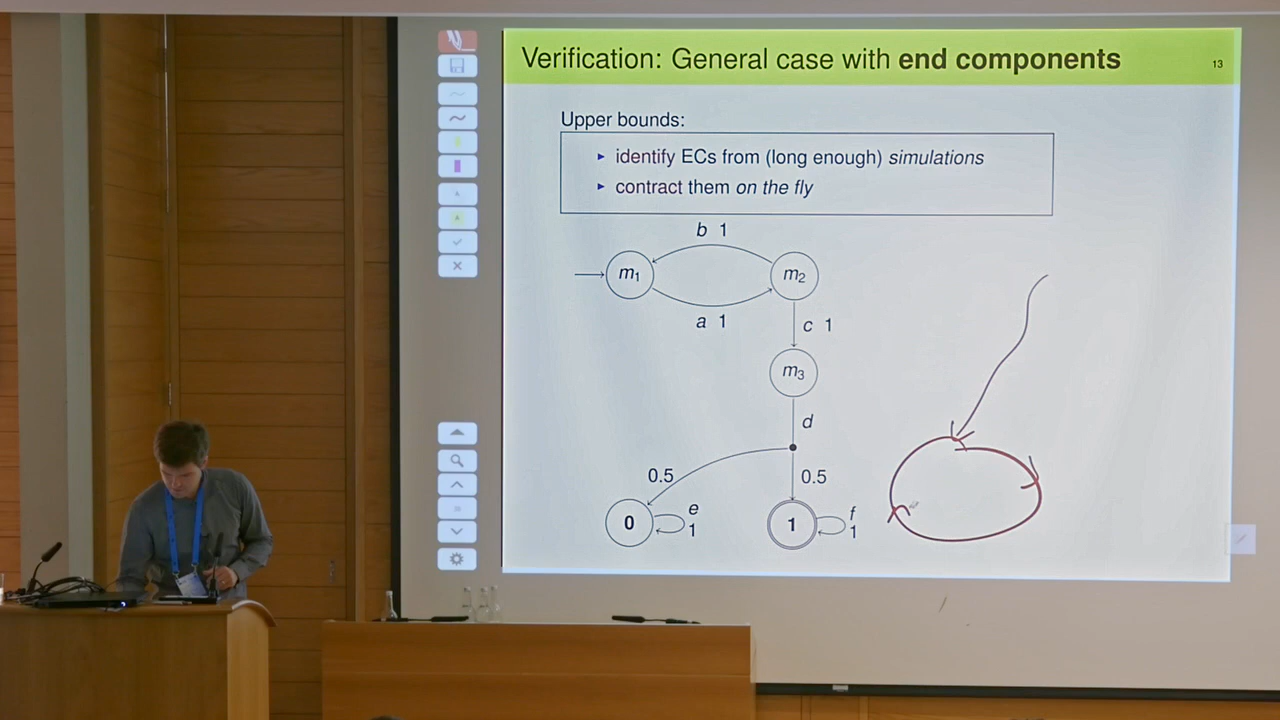 Verification: General case with end components
13
Upper bounds:
▸ identify ECs from (long enough) simulations
▸ contract them on the fly
b 1
m1
m2
a 1
c 1
m3
d
0.5
0.5
0
e
1
1
f
1